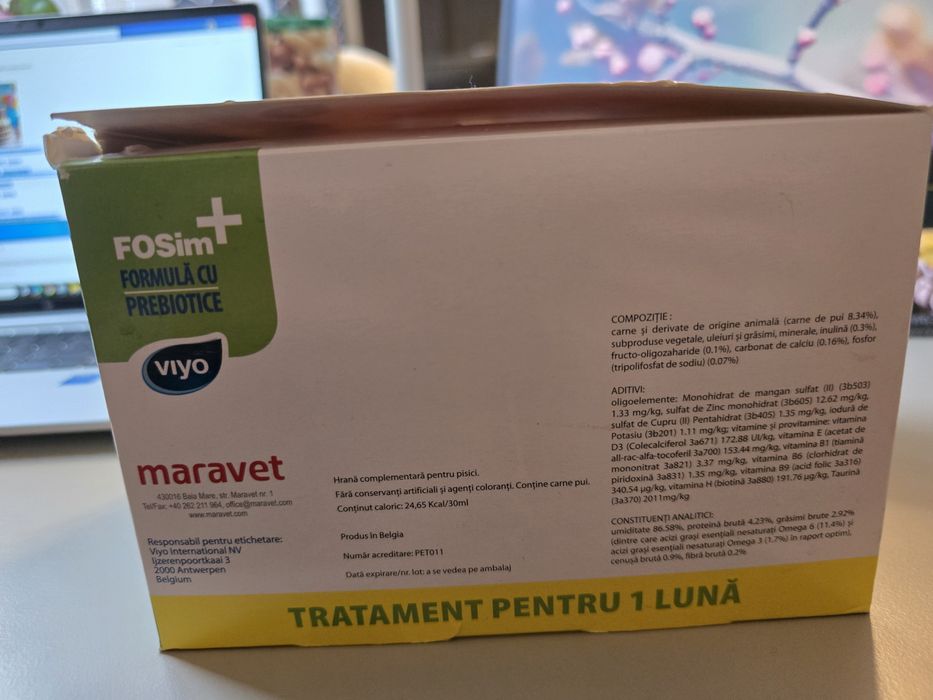 FOSim+
FORMULĂ CU
PREBIOTICE
VIYO
maravet
430016 Baia Mare, str. Maravet nr. 1
Tel/Fax: +40 262 211 964, office@maravet.com
www.maravet.com
Responsabil pentru etichetare:
Viyo International NV
Ijzerenpoortkaai 3
2000 Antwerpen
Belgium
Hrană complementară pentru pisici.
Fără conservanți artificiali și agenți coloranți. Conține carne pui.
Conținut caloric: 24,65 Kcal/30ml
Produs în Belgia
Număr acreditare: PET011
Dată expirare/nr. lot: a se vedea pe ambalaj
COMPOZIȚIE :
carne și derivate de origine animală (carne de pui 8.34%),
subproduse vegetale, uleiuri și grăsimi, minerale, inulină (0.3%),
fructo-oligozaharide (0.1%), carbonat de calciu (0.16%), fosfor
(tripolifosfat de sodiu) (0.07%)
ADITIVI:
oligoelemente: Monohidrat de mangan sulfat (II) (3b503)
1.33 mg/kg, sulfat de Zinc monohidrat (3b605) 12.62 mg/kg,
sulfat de Cupru (II) Pentahidrat (3b405) 1.35 mg/kg, iodură de
Potasiu (3b201) 1.11 mg/kg; vitamine și provitamine: vitamina
D3 (Colecalciferol 3a671) 172.88 UI/kg, vitamina E (acetat de
all-rac-alfa-tocoferil 3a700) 153.44 mg/kg, vitamina B1 (tiamină
mononitrat 3a821) 3.37 mg/kg, vitamina B6 (clorhidrat de
piridoxină 3a831) 1.35 mg/kg, vitamina B9 (acid folic 3a316)
340.54 µg/kg, vitamina H (biotină 3a880) 191.76 µg/kg, Taurină
(3a370) 2011mg/kg
CONSTITUENȚI ANALITICI:
umiditate 86.58%, proteină brută 4.23%, grăsimi brute 2.92%
(dintre care acizi grași esențiali nesaturați Omega 6 (11.4%) și
acizi grași esențiali nesaturați Omega 3 (1.7%) în raport optim),
cenușă brută 0.9%, fibră brută 0.2%
TRATAMENT PENTRU 1 LUNĂ